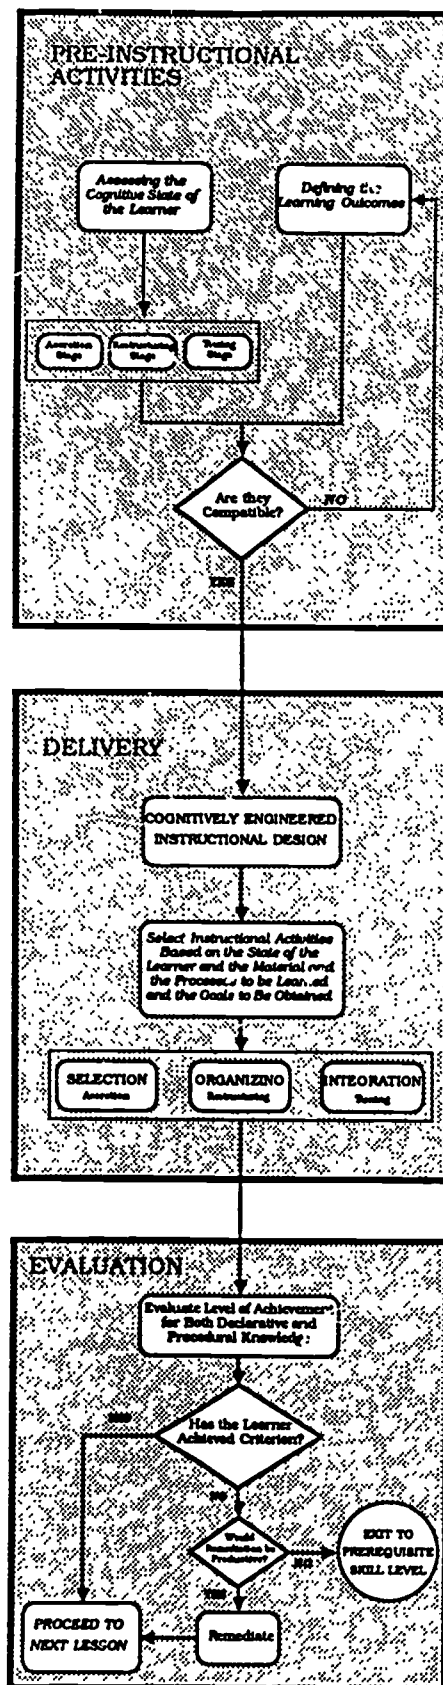 PRE-INSTRUCTIONAL
ACTIVITIES
Assessing the
Cognitive State of
the Learner
Defining the
Learning Outcomes
Accretion
Stage
Restructuring
Stage
Tuning
Stage
Are they
Compatible?
NO
YES
DELIVERY
COGNITIVELY ENGINEERED
INSTRUCTIONAL DESIGN
Select Instructional Activities
Based on the State of the
Learner and the Material and
the Processes to be Learned
and the Goals to Be Obtained
SELECTION
Accretion
ORGANIZING
Restructuring
INTEGRATION
Tuning
EVALUATION
Evaluate Level of Achievement
for Both Declarative and
Procedural Knowledge
YES
Has the Learner
Achieved Criterion?
NO
Would
Remediation be
Productive?
NO
EXIT TO
PREREQUISITE
SKILL LEVEL
YES
PROCEED TO
NEXT LESSON
Remediate